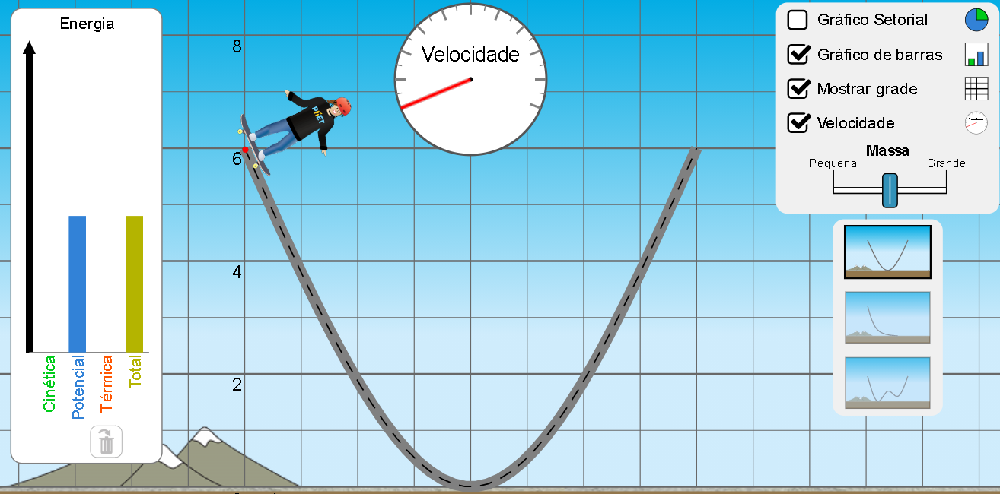 Energia
Cinética
Potencial
Térmica
Total
8
6
4
2
Velocidade
PhET
Gráfico Setorial
Gráfico de barras
Mostrar grade
Velocidade
Massa
Pequena
Grande